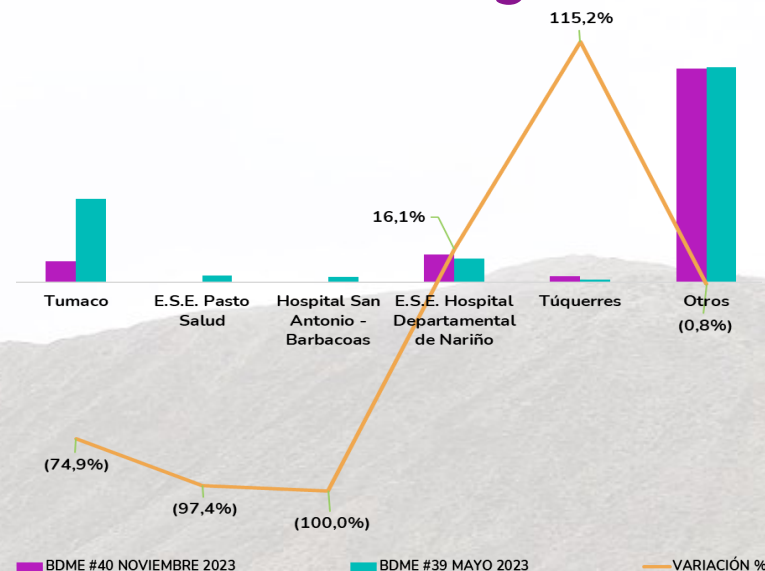 115,2%
16,1%
Tumaco
E.S.E. Pasto
Salud
Hospital San
Antonio -
Barbacoas
E.S.E. Hospital
Departamental
de Nariño
Túquerres
Otros
(0,8%)
(74,9%)
(97,4%)
(100,0%)
BDME #40 NOVIEMBRE 2023
BDME #39 MAYO 2023
VARIACIÓN %